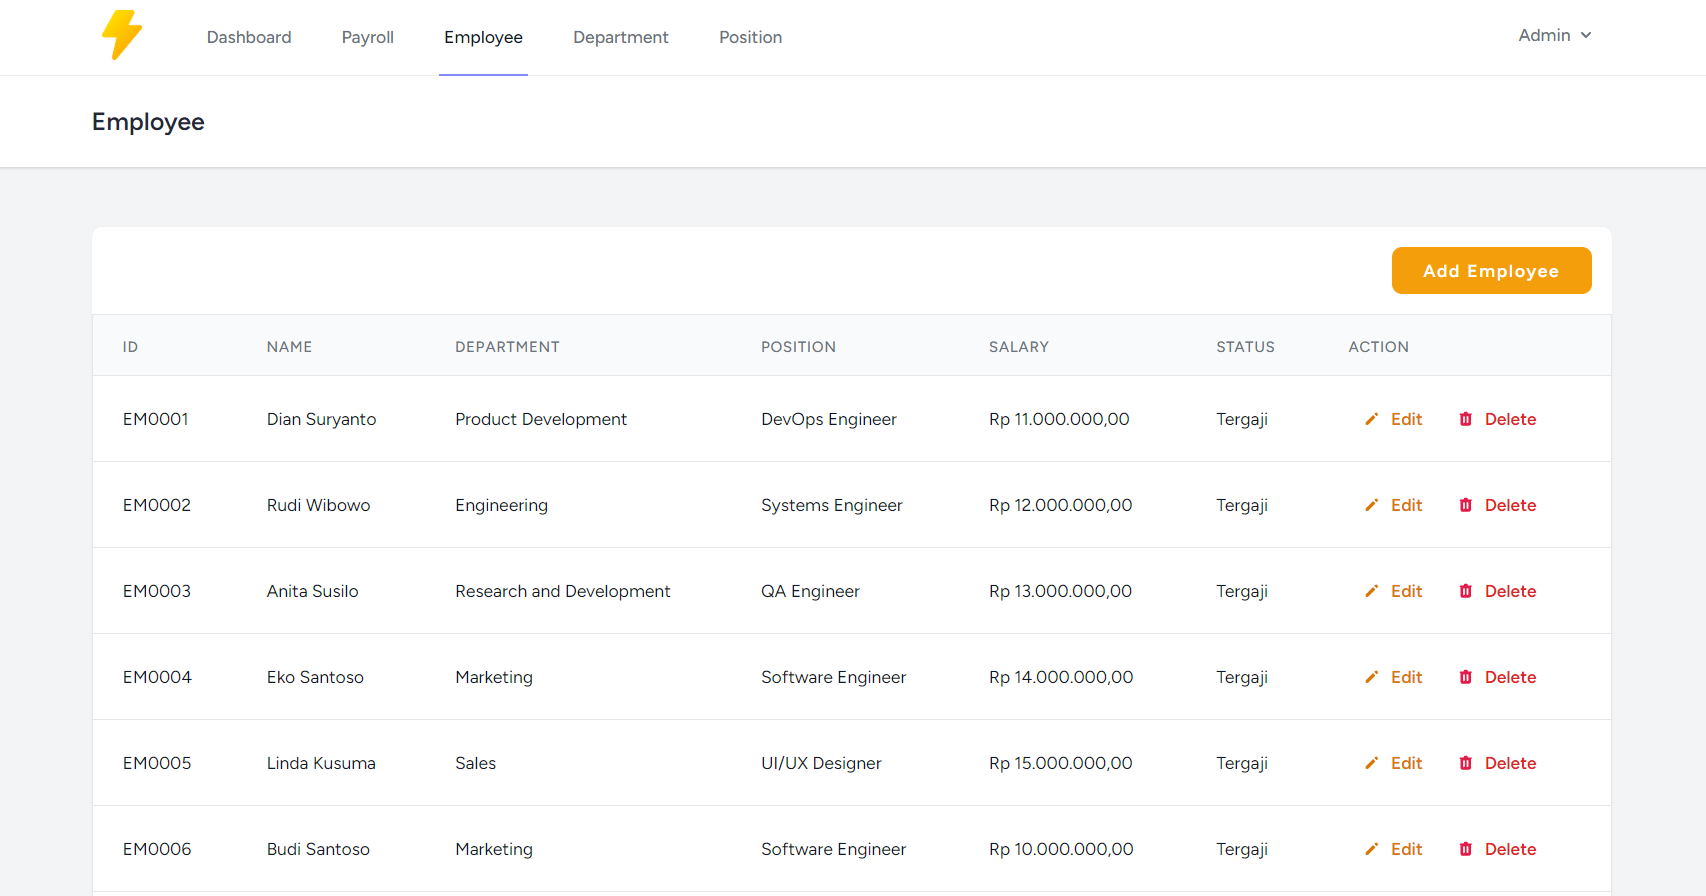 Dashboard Payroll Employee Department Position Admin
Employee
Add Employee
ID NAME DEPARTMENT POSITION SALARY STATUS ACTION
EM0001 Dian Suryanto Product Development DevOps Engineer Rp 11.000.000,00 Tergaji Edit Delete
EM0002 Rudi Wibowo Engineering Systems Engineer Rp 12.000.000,00 Tergaji Edit Delete
EM0003 Anita Susilo Research and Development QA Engineer Rp 13.000.000,00 Tergaji Edit Delete
EM0004 Eko Santoso Marketing Software Engineer Rp 14.000.000,00 Tergaji Edit Delete
EM0005 Linda Kusuma Sales UI/UX Designer Rp 15.000.000,00 Tergaji Edit Delete
EM0006 Budi Santoso Marketing Software Engineer Rp 10.000.000,00 Tergaji Edit Delete